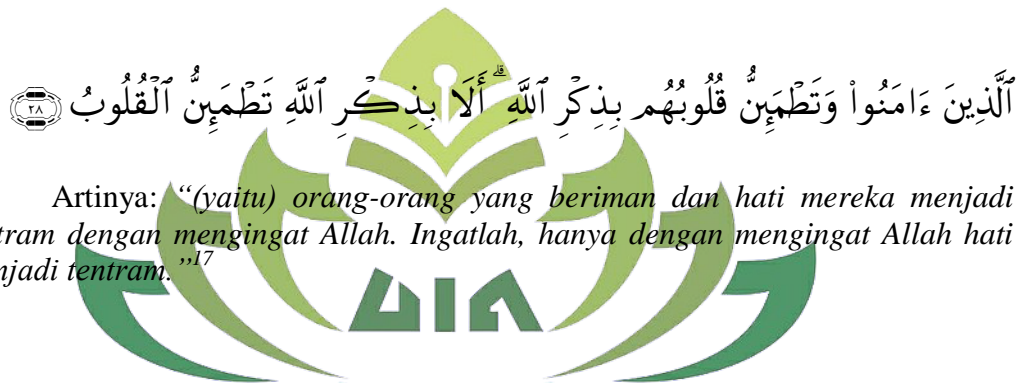 ٱلَّذِينَ ءَامَنُوا۟ وَتَطْمَئِنُّ قُلُوبُهُم بِذِكْرِ ٱللَّهِ ۗ أَلَا بِذِكْرِ ٱللَّهِ تَطْمَئِنُّ ٱلْقُلُوبُ ﴿٢٨﴾
Artinya: “(yaitu) orang-orang yang beriman dan hati mereka menjadi
tram dengan mengingat Allah. Ingatlah, hanya dengan mengingat Allah hati
njadi tentram.”17
UIN